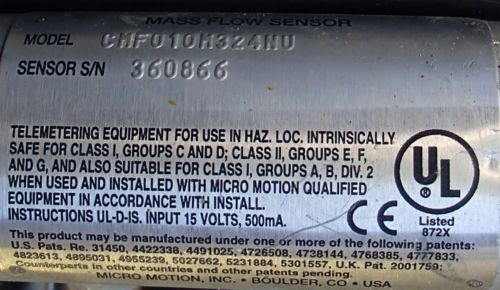 MASS FLOW SENSOR
MODEL CMF010M324NU
SENSOR S/N 360866
TELEMETERING EQUIPMENT FOR USE IN HAZ. LOC. INTRINSICALLY
SAFE FOR CLASS I, GROUPS C AND D; CLASS II, GROUPS E, F,
AND G, AND ALSO SUITABLE FOR CLASS I, GROUPS A, B, DIV. 2
WHEN USED AND INSTALLED WITH MICRO MOTION QUALIFIED
EQUIPMENT IN ACCORDANCE WITH INSTALL.
INSTRUCTIONS UL-D-IS. INPUT 15 VOLTS, 500mA.
CE
UL
®
Listed
872X
This product may be manufactured under one or more of the following patents:
U.S. Pats. Re. 31450, 4422338, 4491025, 4726508, 4738144, 4768385, 4777833,
4823613, 4895031, 4955239, 5027662, 5231884, 5301557, U.K. Pat. 2001759;
Counterparts in other countries and other patents pending
MICRO MOTION, INC. • BOULDER, CO • USA